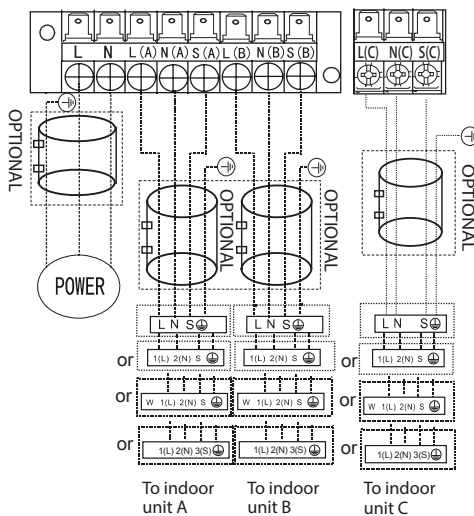 L N L(A) N(A) S(A) L(B) N(B) S(B)
L(C) N(C) S(C)
OPTIONAL
OPTIONAL
OPTIONAL
OPTIONAL
POWER
L N S
L N S
L N S
or
1(L) 2(N) S
1(L) 2(N) S
or
1(L) 2(N) S
or
W 1(L) 2(N) S
W 1(L) 2(N) S
or
W 1(L) 2(N) S
or
1(L) 2(N) 3(S)
1(L) 2(N) 3(S)
or
1(L) 2(N) 3(S)
To indoor
unit A
To indoor
unit B
To indoor
unit C